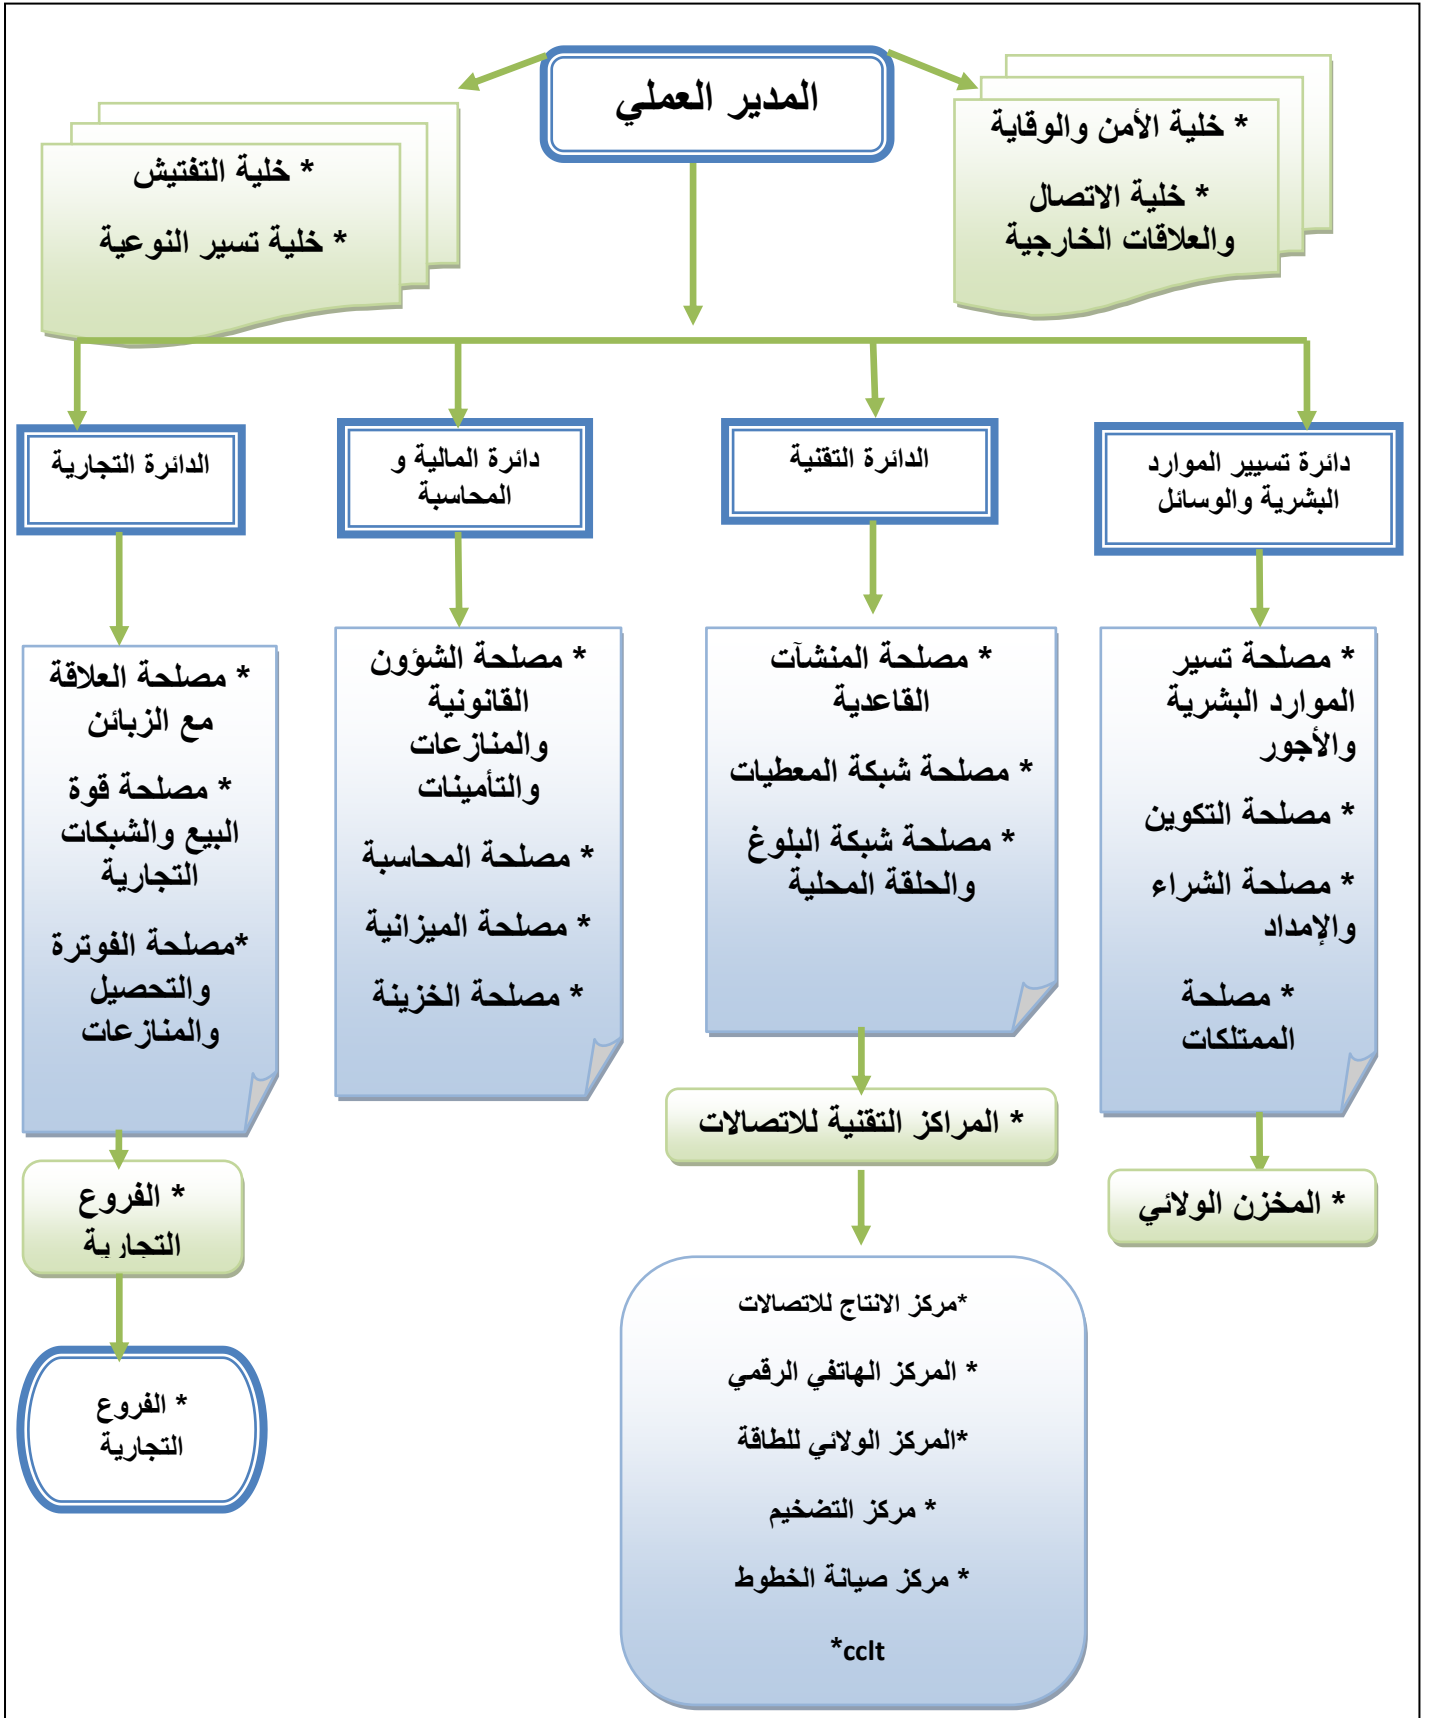 المدير العملي
* خلية الأمن والوقاية
* خلية الاتصال
والعلاقات الخارجية
* خلية التفتيش
* خلية تسير النوعية
دائرة تسيير الموارد
البشرية والوسائل
الدائرة التقنية
دائرة المالية و
المحاسبة
الدائرة التجارية
* مصلحة تسير
الموارد البشرية
والأجور
* مصلحة التكوين
* مصلحة الشراء
والإمداد
* مصلحة
الممتلكات
* مصلحة المنشآت
القاعدية
* مصلحة شبكة المعطيات
* مصلحة شبكة البلوغ
والحلقة المحلية
* مصلحة الشؤون
القانونية
والمنازعات
والتأمينات
* مصلحة المحاسبة
* مصلحة الميزانية
* مصلحة الخزينة
* مصلحة العلاقة
مع الزبائن
* مصلحة قوة
البيع والشبكات
التجارية
*مصلحة الفوترة
والتحصيل
والمنازعات
* المخزن الولائي
* المراكز التقنية للاتصالات
* الفروع
التجارية
*مركز الانتاج للاتصالات
* المركز الهاتفي الرقمي
*المركز الولائي للطاقة
* مركز التضخيم
* مركز صيانة الخطوط
*cclt
* الفروع
التجارية